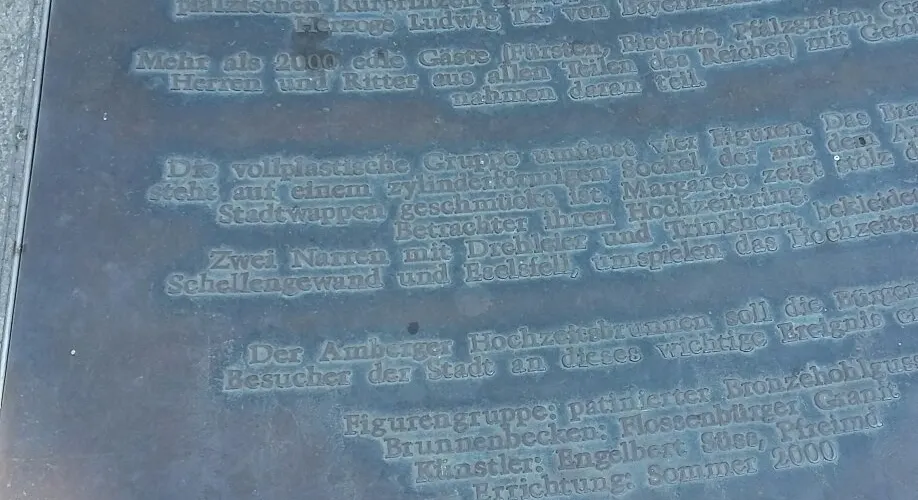 pfälzischen Kurprinzen
Herzoge Ludwig IX. von Bayern
Mehr als 2000 edle Gäste (Fürsten, Bischöfe, Pfalzgrafen,
Herren und Ritter aus allen Teilen des Reiches) mit
nahmen daran teil
Die vollplastische Gruppe umfasst vier Figuren. Das
steht auf einem zylinderförmigen Sockel, der mit dem
Stadtwappen geschmückt ist. Margarete zeigt stolz
Betrachter ihren Hochzeitsring
Zwei Narren mit Drehleier und Trinkhorn, bekleidet
Schellengewand und Eselsfell, umspielen das
Der Amberger Hochzeitsbrunnen soll die Bürger
Besucher der Stadt an dieses wichtige Ereignis
Figurengruppe: patinierter Bronzehohlguss
Brunnenbecken: Flossenbürger Granit
Künstler: Engelbert Süss, Pfreimd
Errichtung: Sommer 2000